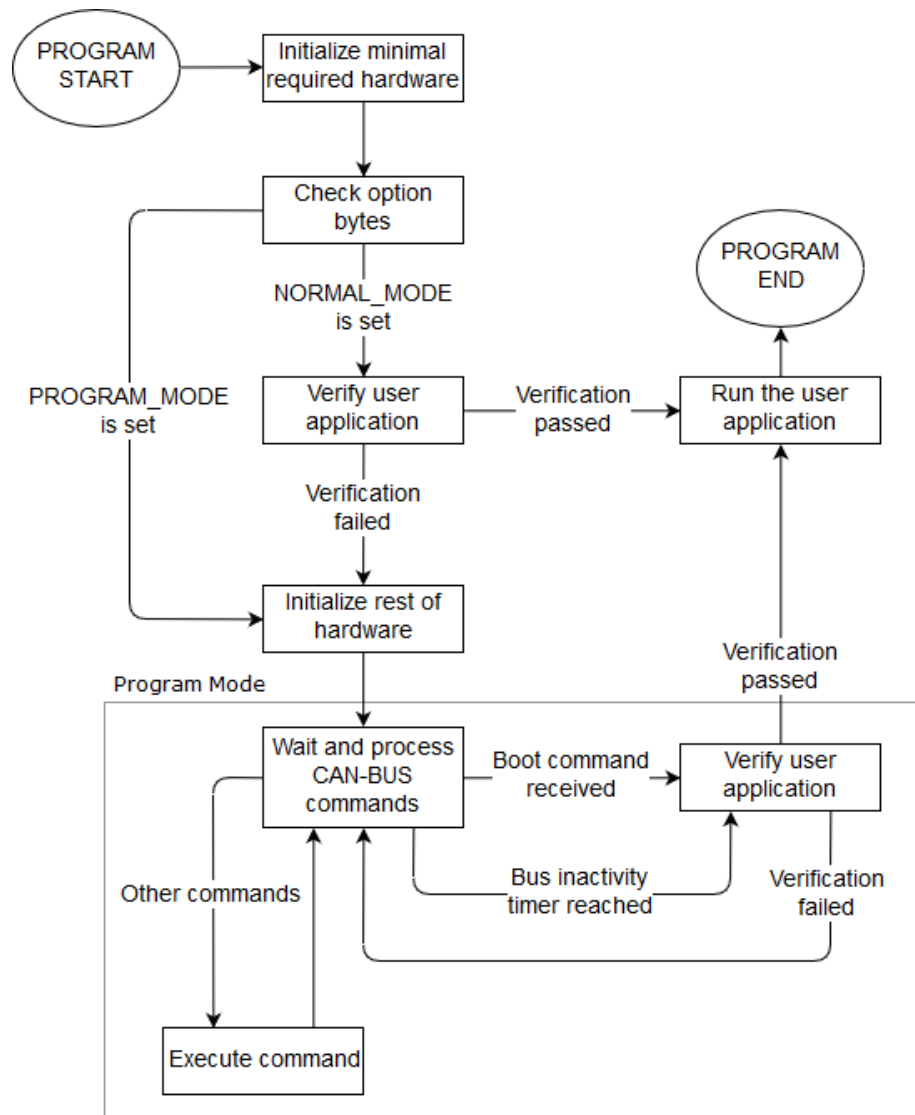 PROGRAM
START
Initialize minimal
required hardware
Check option
bytes
NORMAL_MODE
is set
PROGRAM
END
PROGRAM_MODE
is set
Verify user
application
Verification
passed
Run the user
application
Verification
failed
Initialize rest of
hardware
Verification
passed
Program Mode
Wait and process
CAN-BUS
commands
Boot command
received
Verify user
application
Other commands
Bus inactivity
timer reached
Verification
failed
Execute command